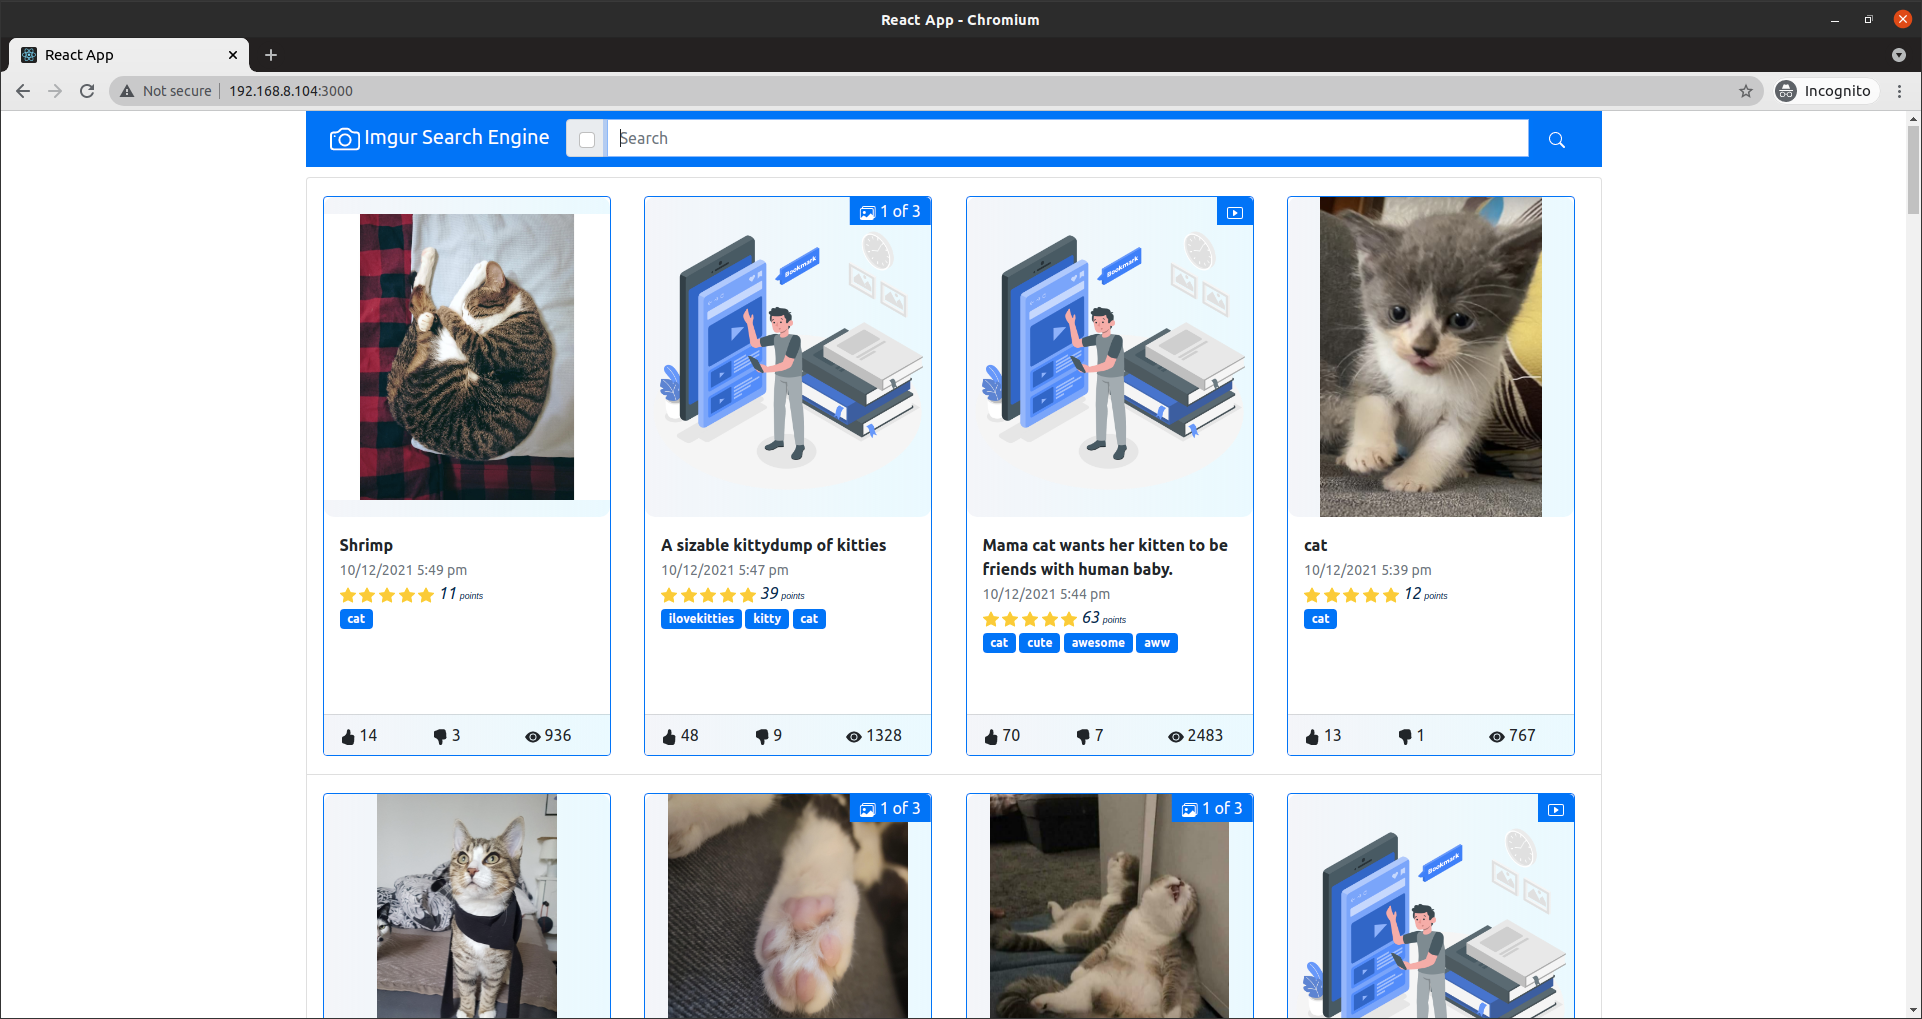 React App - Chromium
React App
Not secure
192.168.8.104:3000
Incognito
Imgur Search Engine
Search
1 of 3
Bookmark
Bookmark
Shrimp
10/12/2021 5:49 pm
11 points
cat
14
3
936
A sizable kittydump of kitties
10/12/2021 5:47 pm
39 points
ilovekitties kitty cat
48
9
1328
Mama cat wants her kitten to be
friends with human baby.
10/12/2021 5:44 pm
63 points
cat cute awesome aww
70
7
2483
cat
10/12/2021 5:39 pm
12 points
cat
13
1
767
1 of 3
1 of 3
Bookmark